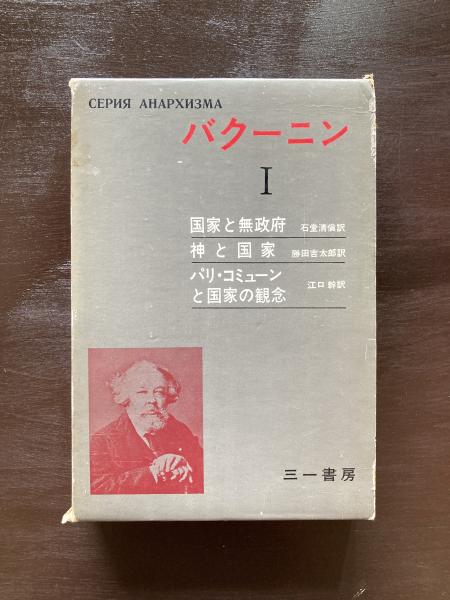 СЕРИЯ АНАРХИЗМА
バクーニン
I
国家と無政府 石堂清倫訳
神と国家 勝田吉太郎訳
パリ・コミューン
と国家の観念 江口幹訳
三一書房